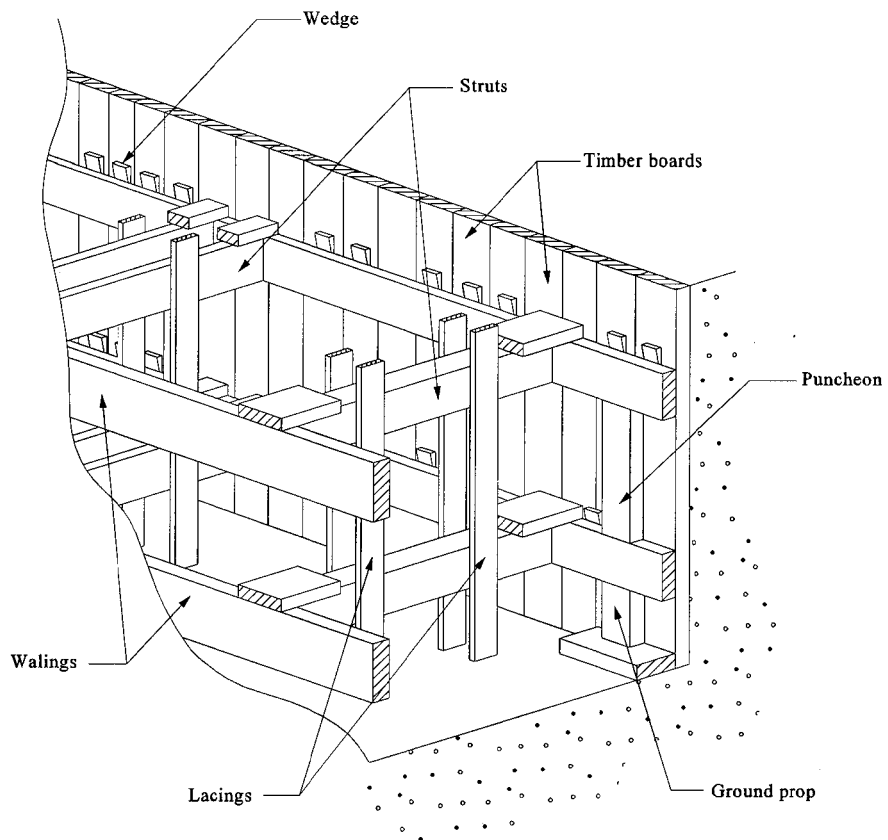 Wedge
Struts
Timber boards
Puncheon
Walings
Lacings
Ground prop